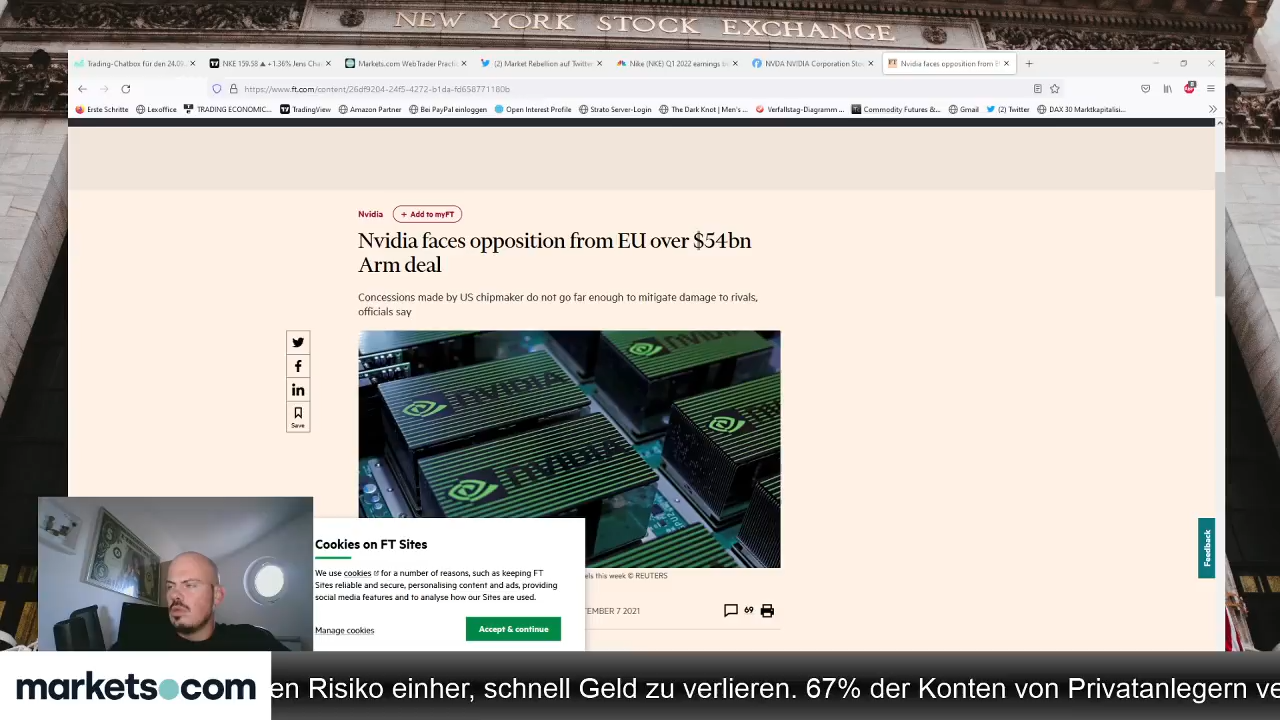 NEW YORK STOCK EXCHANGE
Trading-Chatbox für den 24.09.
NKE 159.58 ▲ +1.36% Jens Cha
Markets.com WebTrader Practi
(2) Market Rebellion auf Twitter
Nike (NKE) Q1 2022 earnings b
NVDA NVIDIA Corporation Sto
Nvidia faces opposition from E
https://www.ft.com/content/26df9204-24f5-4272-b1da-fd658771180b
Erste Schritte
Lexoffice
TRADING ECONOMIC...
TradingView
Amazon Partner
Bei PayPal einloggen
Open Interest Profile
Strato Server-Login
The Dark Knot | Men's ...
Verfallstag-Diagramm ...
Commodity Futures &...
Gmail
(2) Twitter
DAX 30 Marktkapitalisi...
Nvidia
+ Add to myFT
Nvidia faces opposition from EU over $54bn
Arm deal
Concessions made by US chipmaker do not go far enough to mitigate damage to rivals,
officials say
Save
NVIDIA
NVIDIA
Cookies on FT Sites
We use cookies for a number of reasons, such as keeping FT
Sites reliable and secure, personalising content and ads, providing
social media features and to analyse how our Sites are used.
Manage cookies
Accept & continue
els this week © REUTERS
TEMBER 7 2021
69
Feedback
markets.com
en Risiko einher, schnell Geld zu verlieren. 67% der Konten von Privatanlegern ve